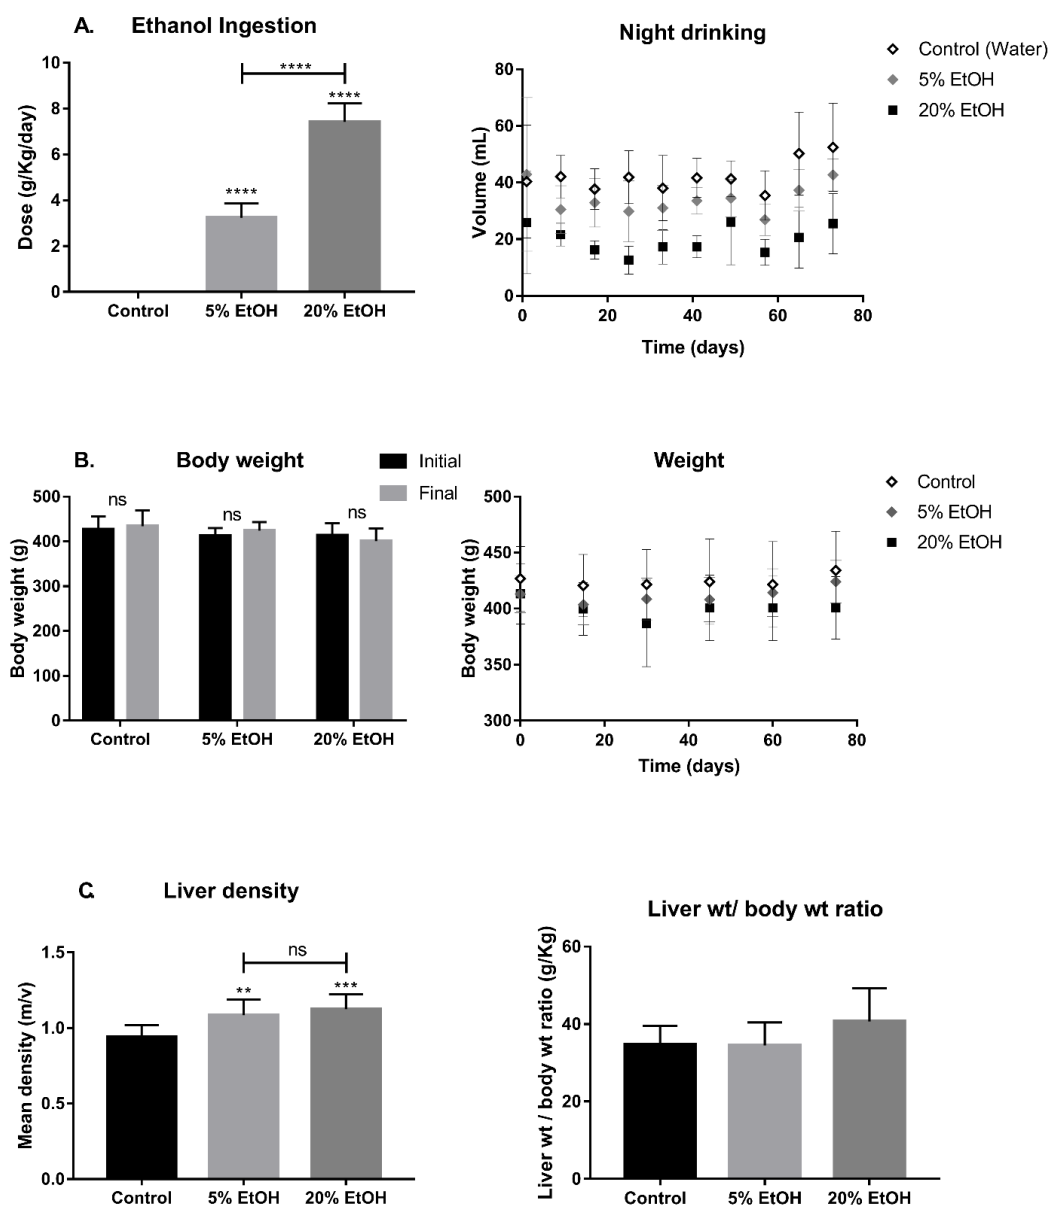 A.
Ethanol Ingestion
Dose (g/Kg/day)
10
8
6
4
2
0
****
****
****
Control
5% EtOH
20% EtOH
Night drinking
Volume (mL)
80
60
40
20
0
0
20
40
60
80
Time (days)
Control (Water)
5% EtOH
20% EtOH
B.
Body weight
Initial
Final
Body weight (g)
500
400
300
200
100
0
ns
ns
ns
Control
5% EtOH
20% EtOH
Weight
Body weight (g)
500
450
400
350
300
0
20
40
60
80
Time (days)
Control
5% EtOH
20% EtOH
C.
Liver density
Mean density (m/v)
1.5
1.0
0.5
0.0
ns
**
***
Control
5% EtOH
20% EtOH
Liver wt/ body wt ratio
Liver wt / body wt ratio (g/Kg)
60
40
20
0
Control
5% EtOH
20% EtOH